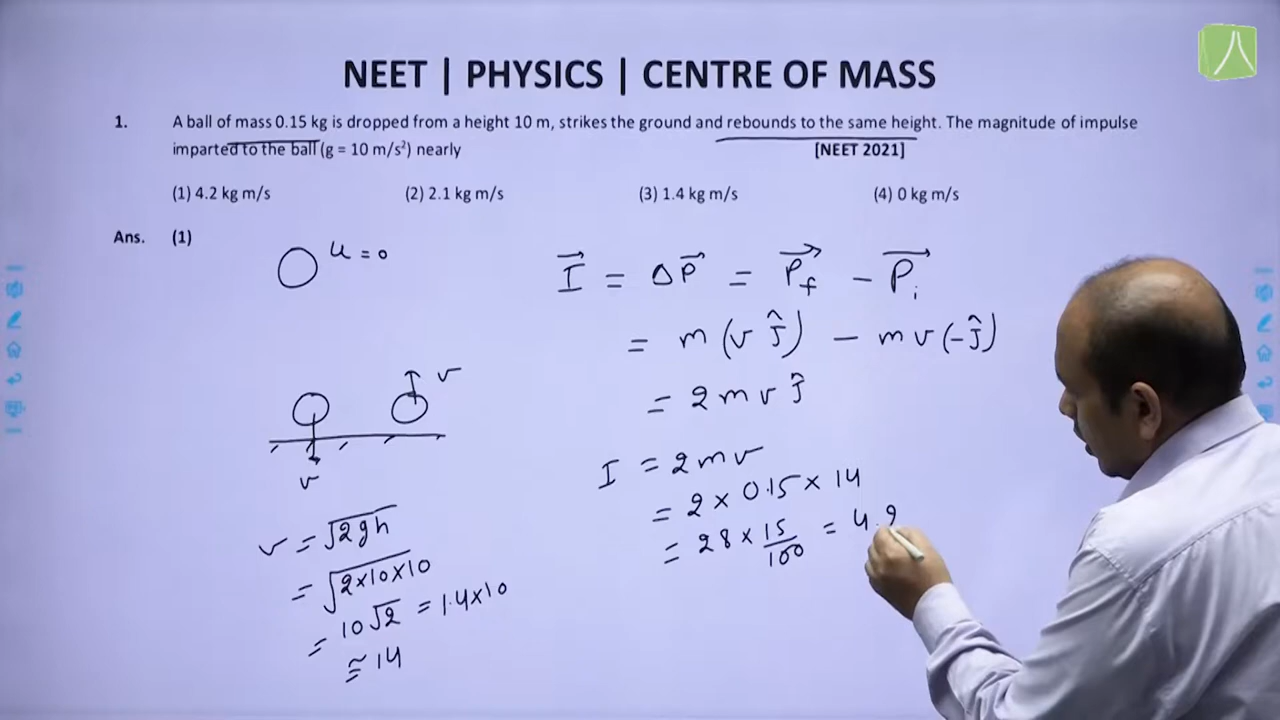 NEET | PHYSICS | CENTRE OF MASS
1. A ball of mass 0.15 kg is dropped from a height 10 m, strikes the ground and rebounds to the same height. The magnitude of impulse
imparted to the ball (g = 10 m/s²) nearly [NEET 2021]
(1) 4.2 kg m/s (2) 2.1 kg m/s (3) 1.4 kg m/s (4) 0 kg m/s
Ans. (1)
u = 0
v
v
v = √2gh
= √2×10×10
= 10√2 = 1.4×10
≅ 14
I⃗ = ΔP⃗ = P⃗f − P⃗i
= m(v ĵ) − mv(−ĵ)
= 2mv ĵ
I = 2mv
= 2 × 0.15 × 14
= 28 × 15/100 = 4.2